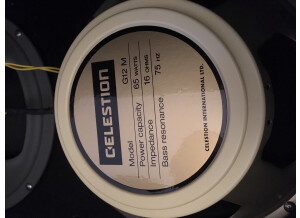 CELESTION
Model G12 M
Power capacity 65 WATTS
Impedance 16 OHMS
Bass resonance 75 Hz
CELESTION INTERNATIONAL LTD.